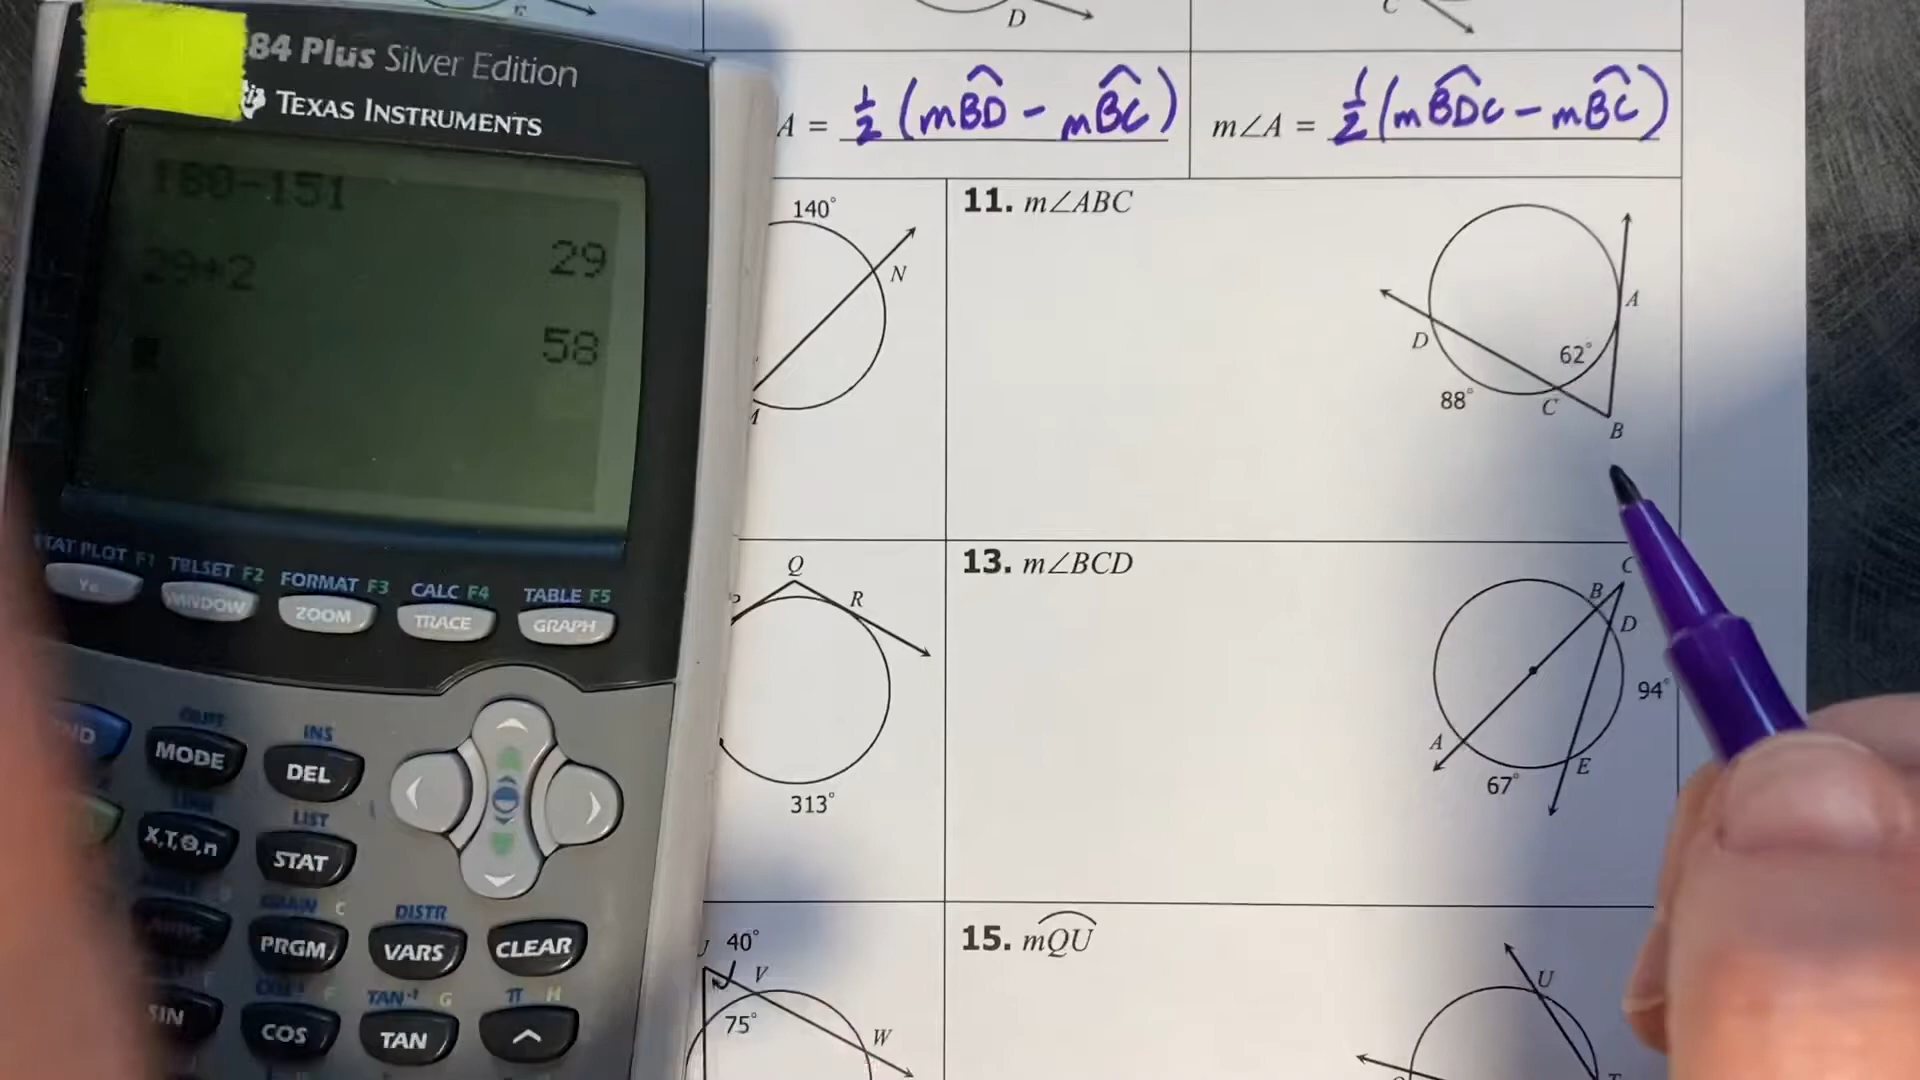 84 Plus Silver Edition
TEXAS INSTRUMENTS
180-151
29
29*2
58
STAT PLOT F1 TBLSET F2 FORMAT F3 CALC F4 TABLE F5
Y= WINDOW ZOOM TRACE GRAPH
MODE
INS
DEL
X,T,Θ,n
LIST
STAT
C
DISTR
PRGM
VARS
CLEAR
SIN
COS
TAN⁻¹ G
TAN
π H
^
E
D
C
A = ½ (mBD - mBC)
m∠A = ½ (mBDC - mBC)
140°
N
11. m∠ABC
A
D
62°
88°
C
B
Q
R
313°
13. m∠BCD
C
B
D
94°
A
E
67°
40°
V
75°
W
15. mQU
U